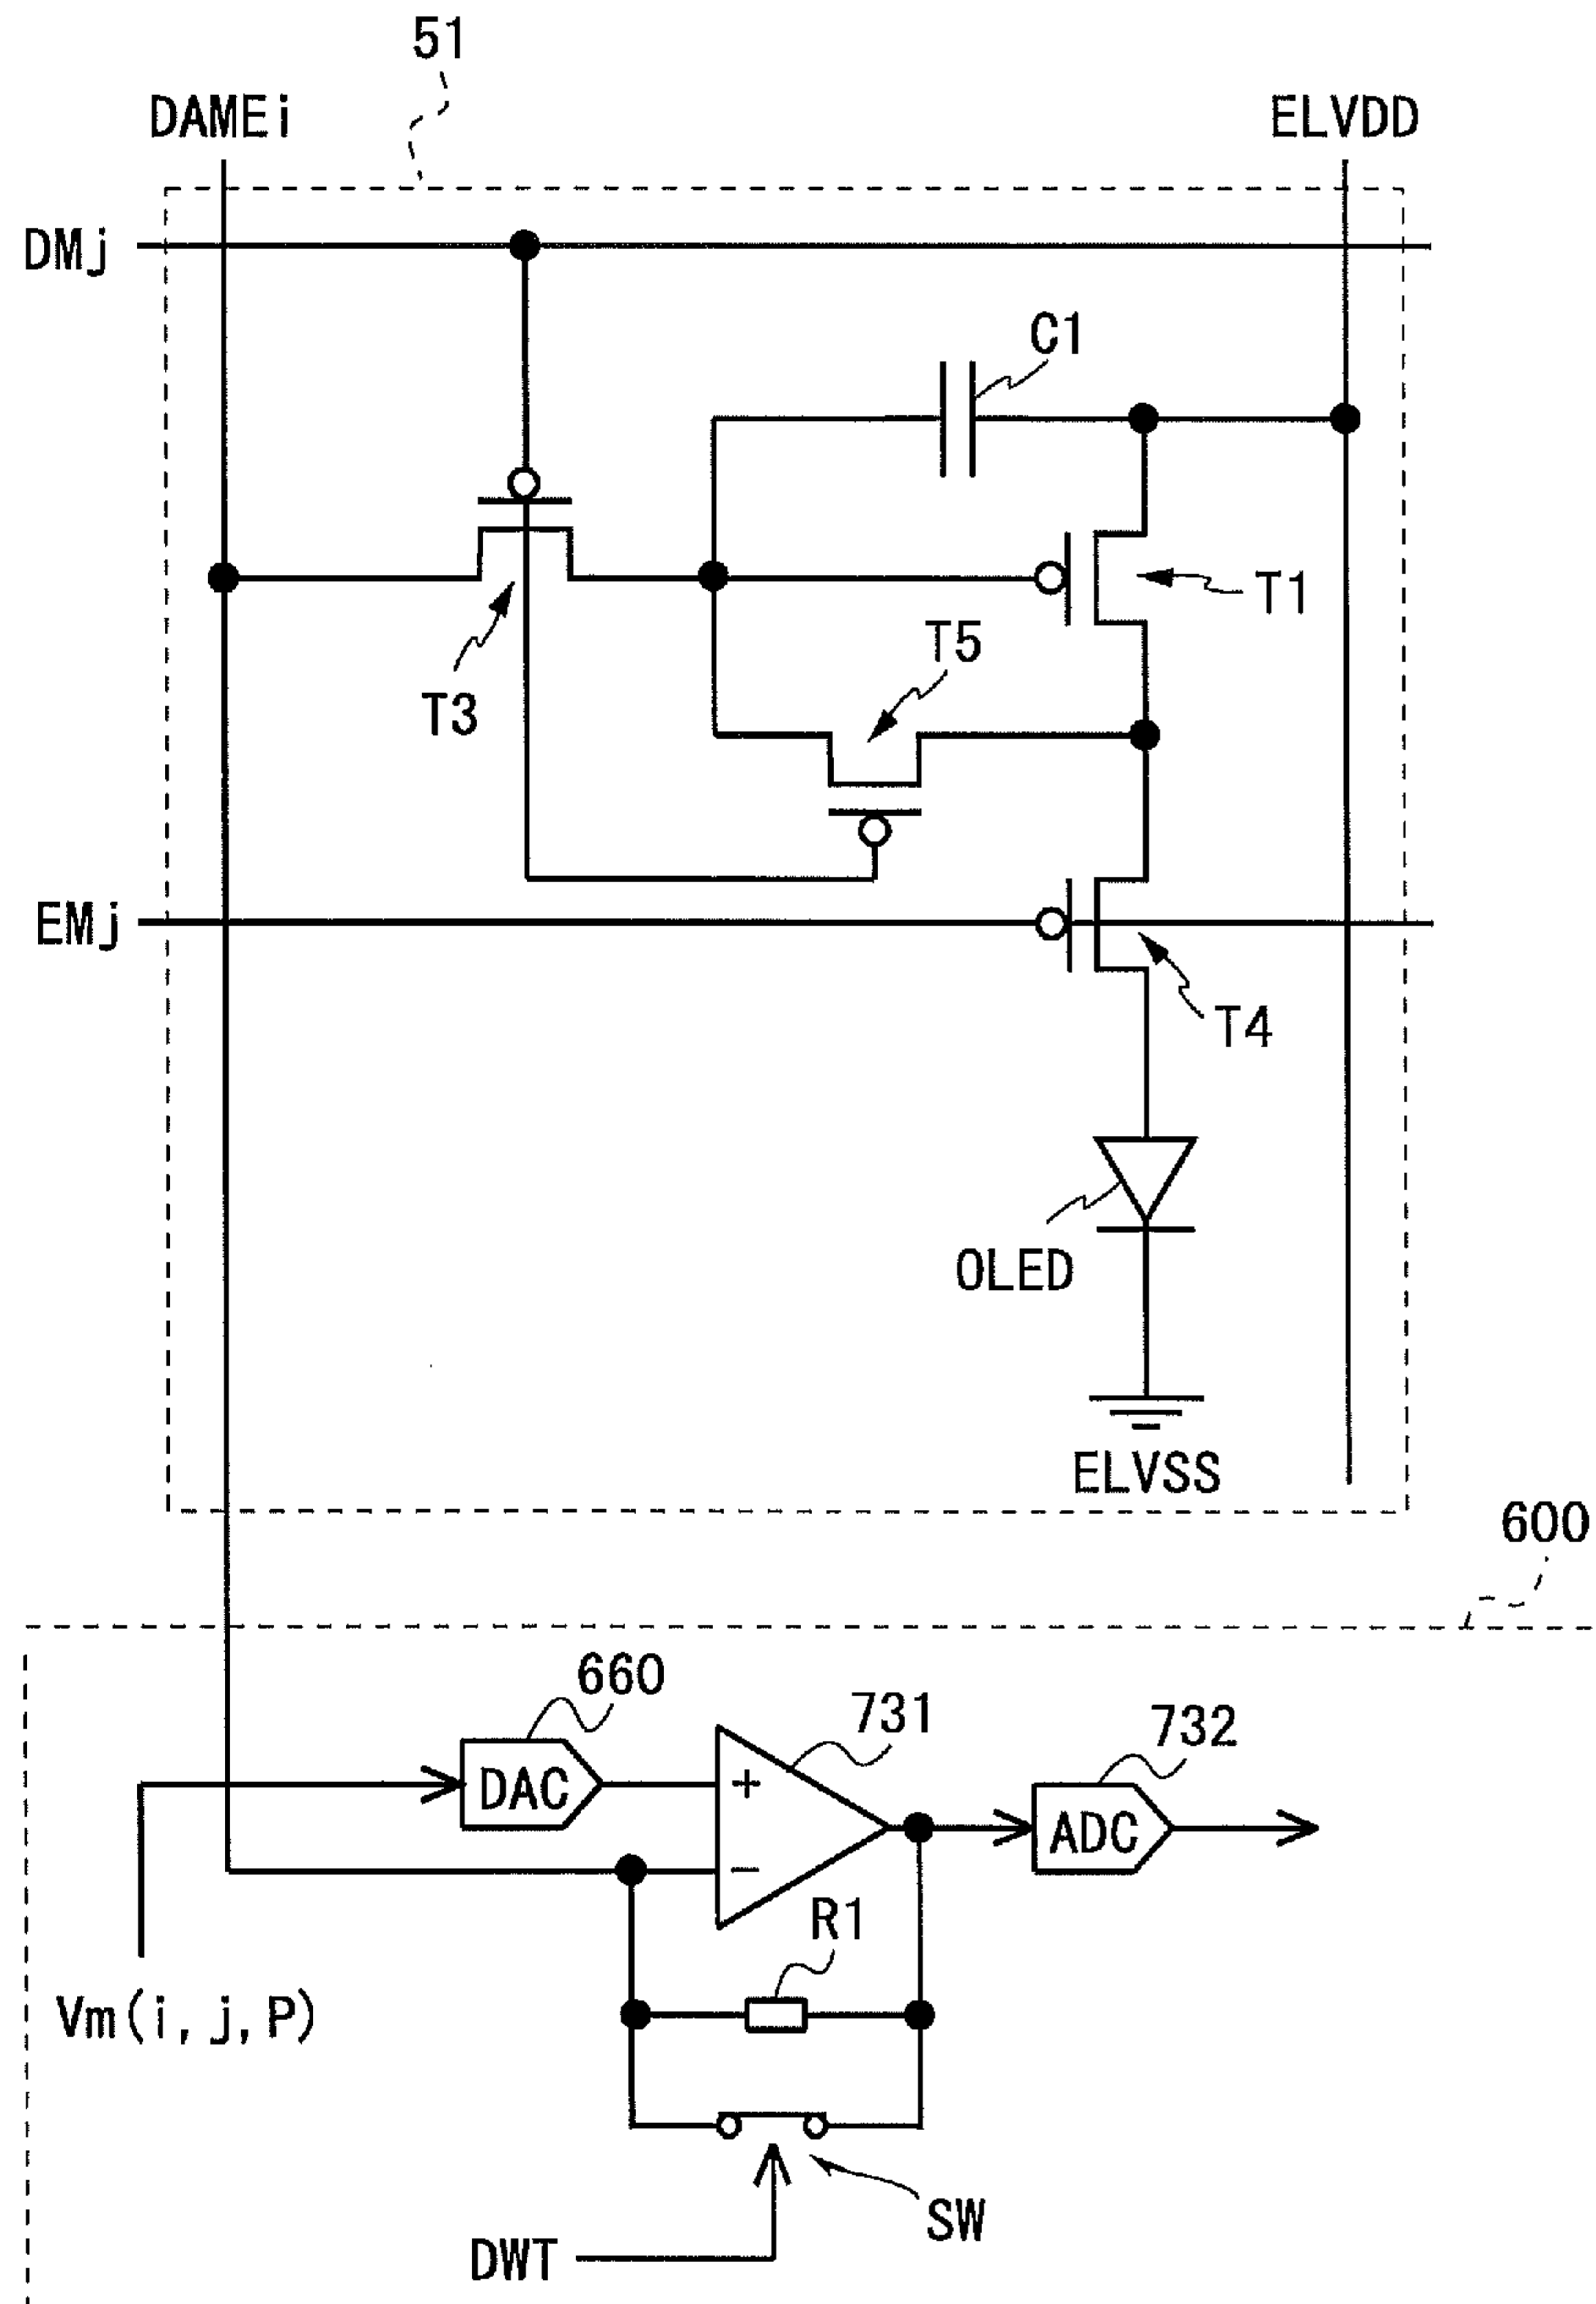 51
DAMEi
ELVDD
DMj
C1
T1
T5
T3
EMj
T4
OLED
ELVSS
600
660
731
732
DAC
+
ADC
−
R1
Vm(i,j,P)
SW
DWT